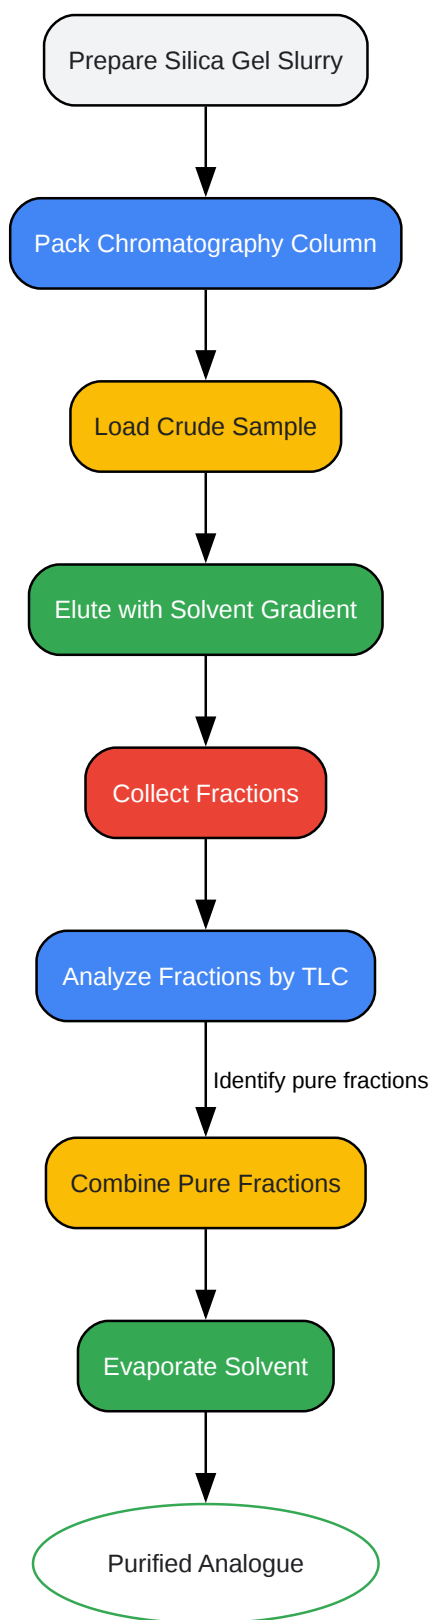 Prepare Silica Gel Slurry
Pack Chromatography Column
Load Crude Sample
Elute with Solvent Gradient
Collect Fractions
Analyze Fractions by TLC
Identify pure fractions
Combine Pure Fractions
Evaporate Solvent
Purified Analogue